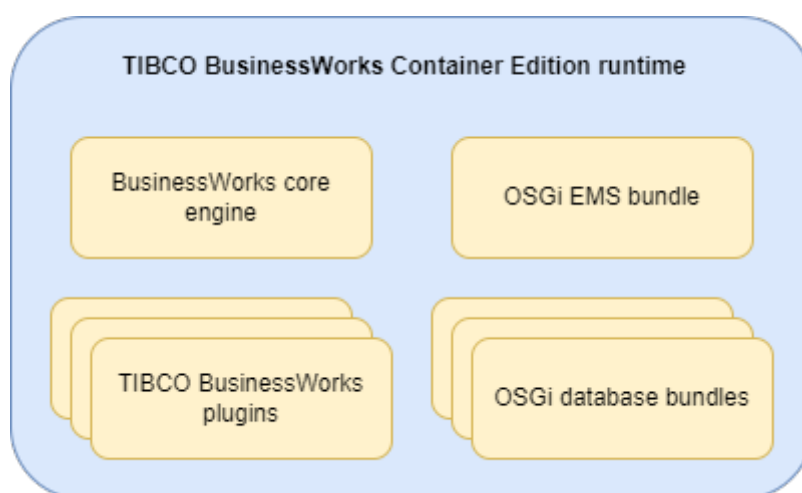 TIBCO BusinessWorks Container Edition runtime
BusinessWorks core
engine
OSGi EMS bundle
TIBCO BusinessWorks
plugins
OSGi database bundles